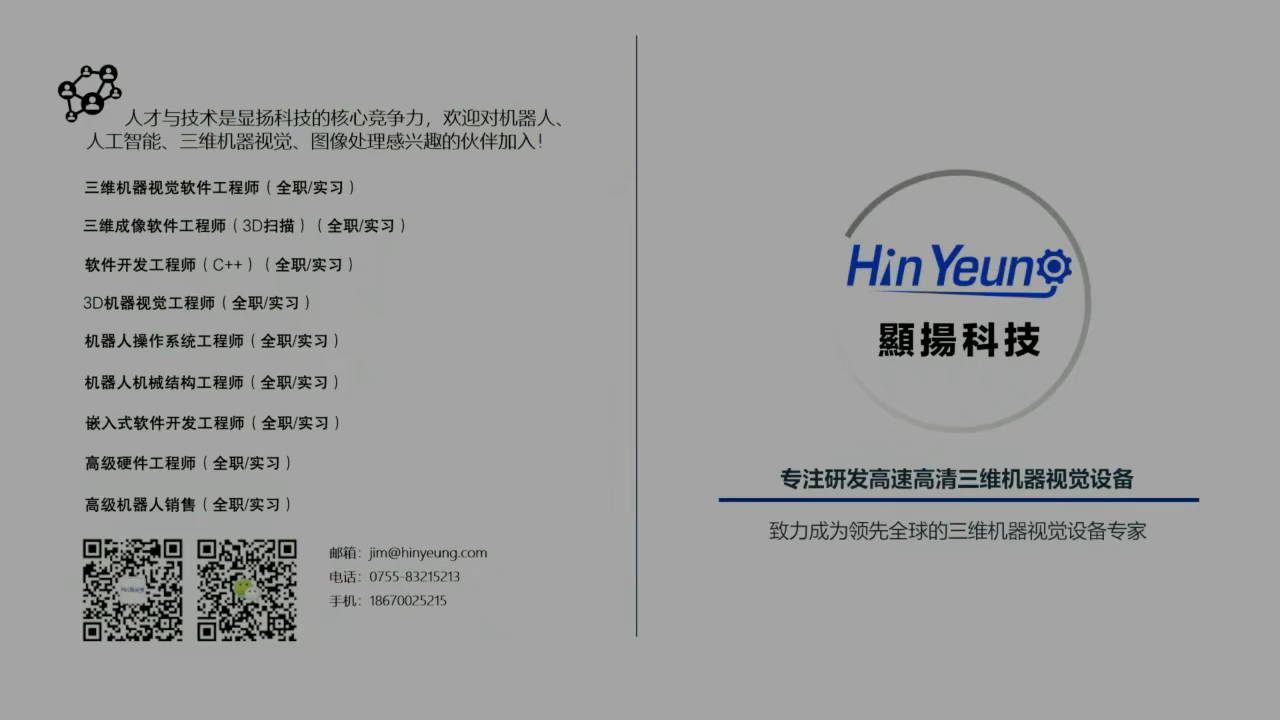 人才与技术是显扬科技的核心竞争力，欢迎对机器人、
人工智能、三维机器视觉、图像处理感兴趣的伙伴加入！
三维机器视觉软件工程师（全职/实习）
三维成像软件工程师（3D扫描）（全职/实习）
软件开发工程师（C++）（全职/实习）
3D机器视觉工程师（全职/实习）
机器人操作系统工程师（全职/实习）
机器人机械结构工程师（全职/实习）
嵌入式软件开发工程师（全职/实习）
高级硬件工程师（全职/实习）
高级机器人销售（全职/实习）
邮箱：jim@hinyeung.com
电话：0755-83215213
手机：18670025215
Hin Yeung
顯揚科技
专注研发高速高清三维机器视觉设备
致力成为领先全球的三维机器视觉设备专家